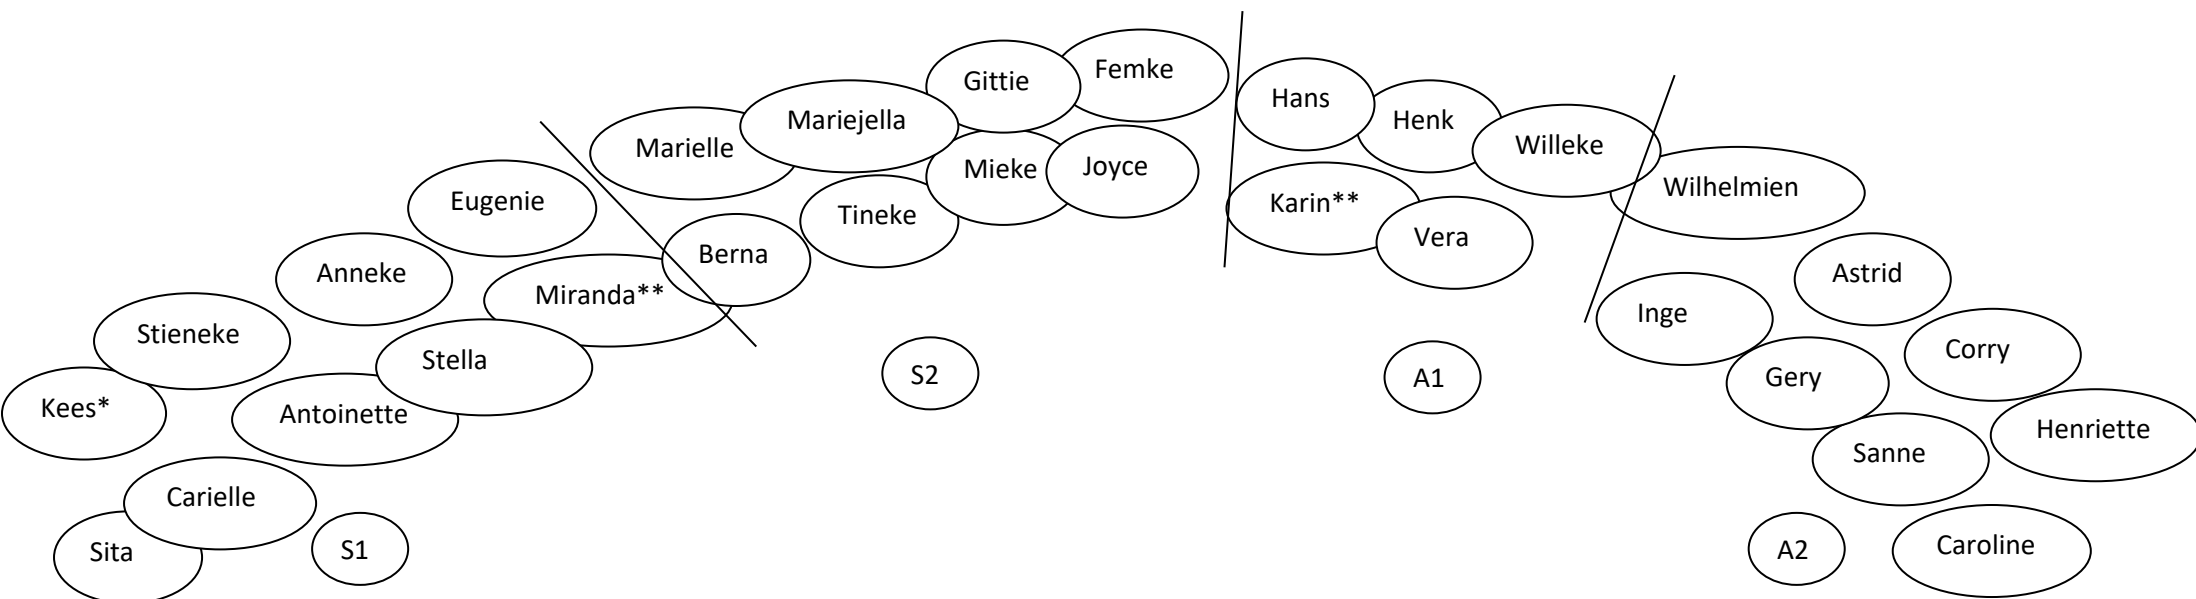 Femke
Gittie
Hans
Mariejella
Henk
Marielle
Willeke
Mieke
Joyce
Wilhelmien
Eugenie
Karin**
Tineke
Vera
Berna
Anneke
Astrid
Miranda**
Inge
Stieneke
Corry
Stella
S2
A1
Gery
Kees*
Antoinette
Henriette
Sanne
Carielle
Sita
S1
A2
Caroline